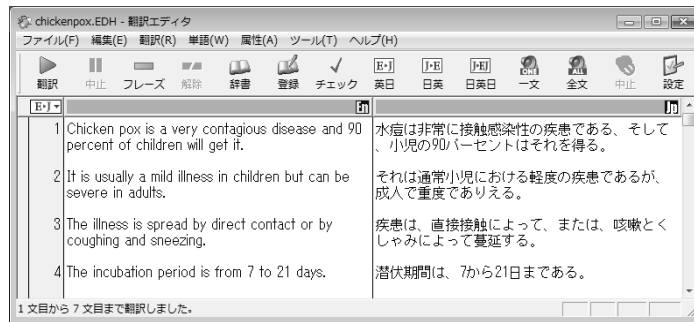 chickenpox.EDH - 翻訳エディタ
ファイル(F) 編集(E) 翻訳(R) 単語(W) 属性(A) ツール(T) ヘルプ(H)
E•J J•E J•EJ ONE ALL
翻訳 中止 フレーズ 解除 辞書 登録 チェック 英日 日英 日英日 一文 全文 中止 設定
E•J
1 Chicken pox is a very contagious disease and 90
percent of children will get it.
水痘は非常に接触感染性の疾患である、そして
、小児の90パーセントはそれを得る。
2 It is usually a mild illness in children but can be
severe in adults.
それは通常小児における軽度の疾患であるが、
成人で重度でありえる。
3 The illness is spread by direct contact or by
coughing and sneezing.
疾患は、直接接触によって、または、咳嗽とく
しゃみによって蔓延する。
4 The incubation period is from 7 to 21 days.
潜伏期間は、7から21日まである。
1 文目から 7 文目まで翻訳しました。